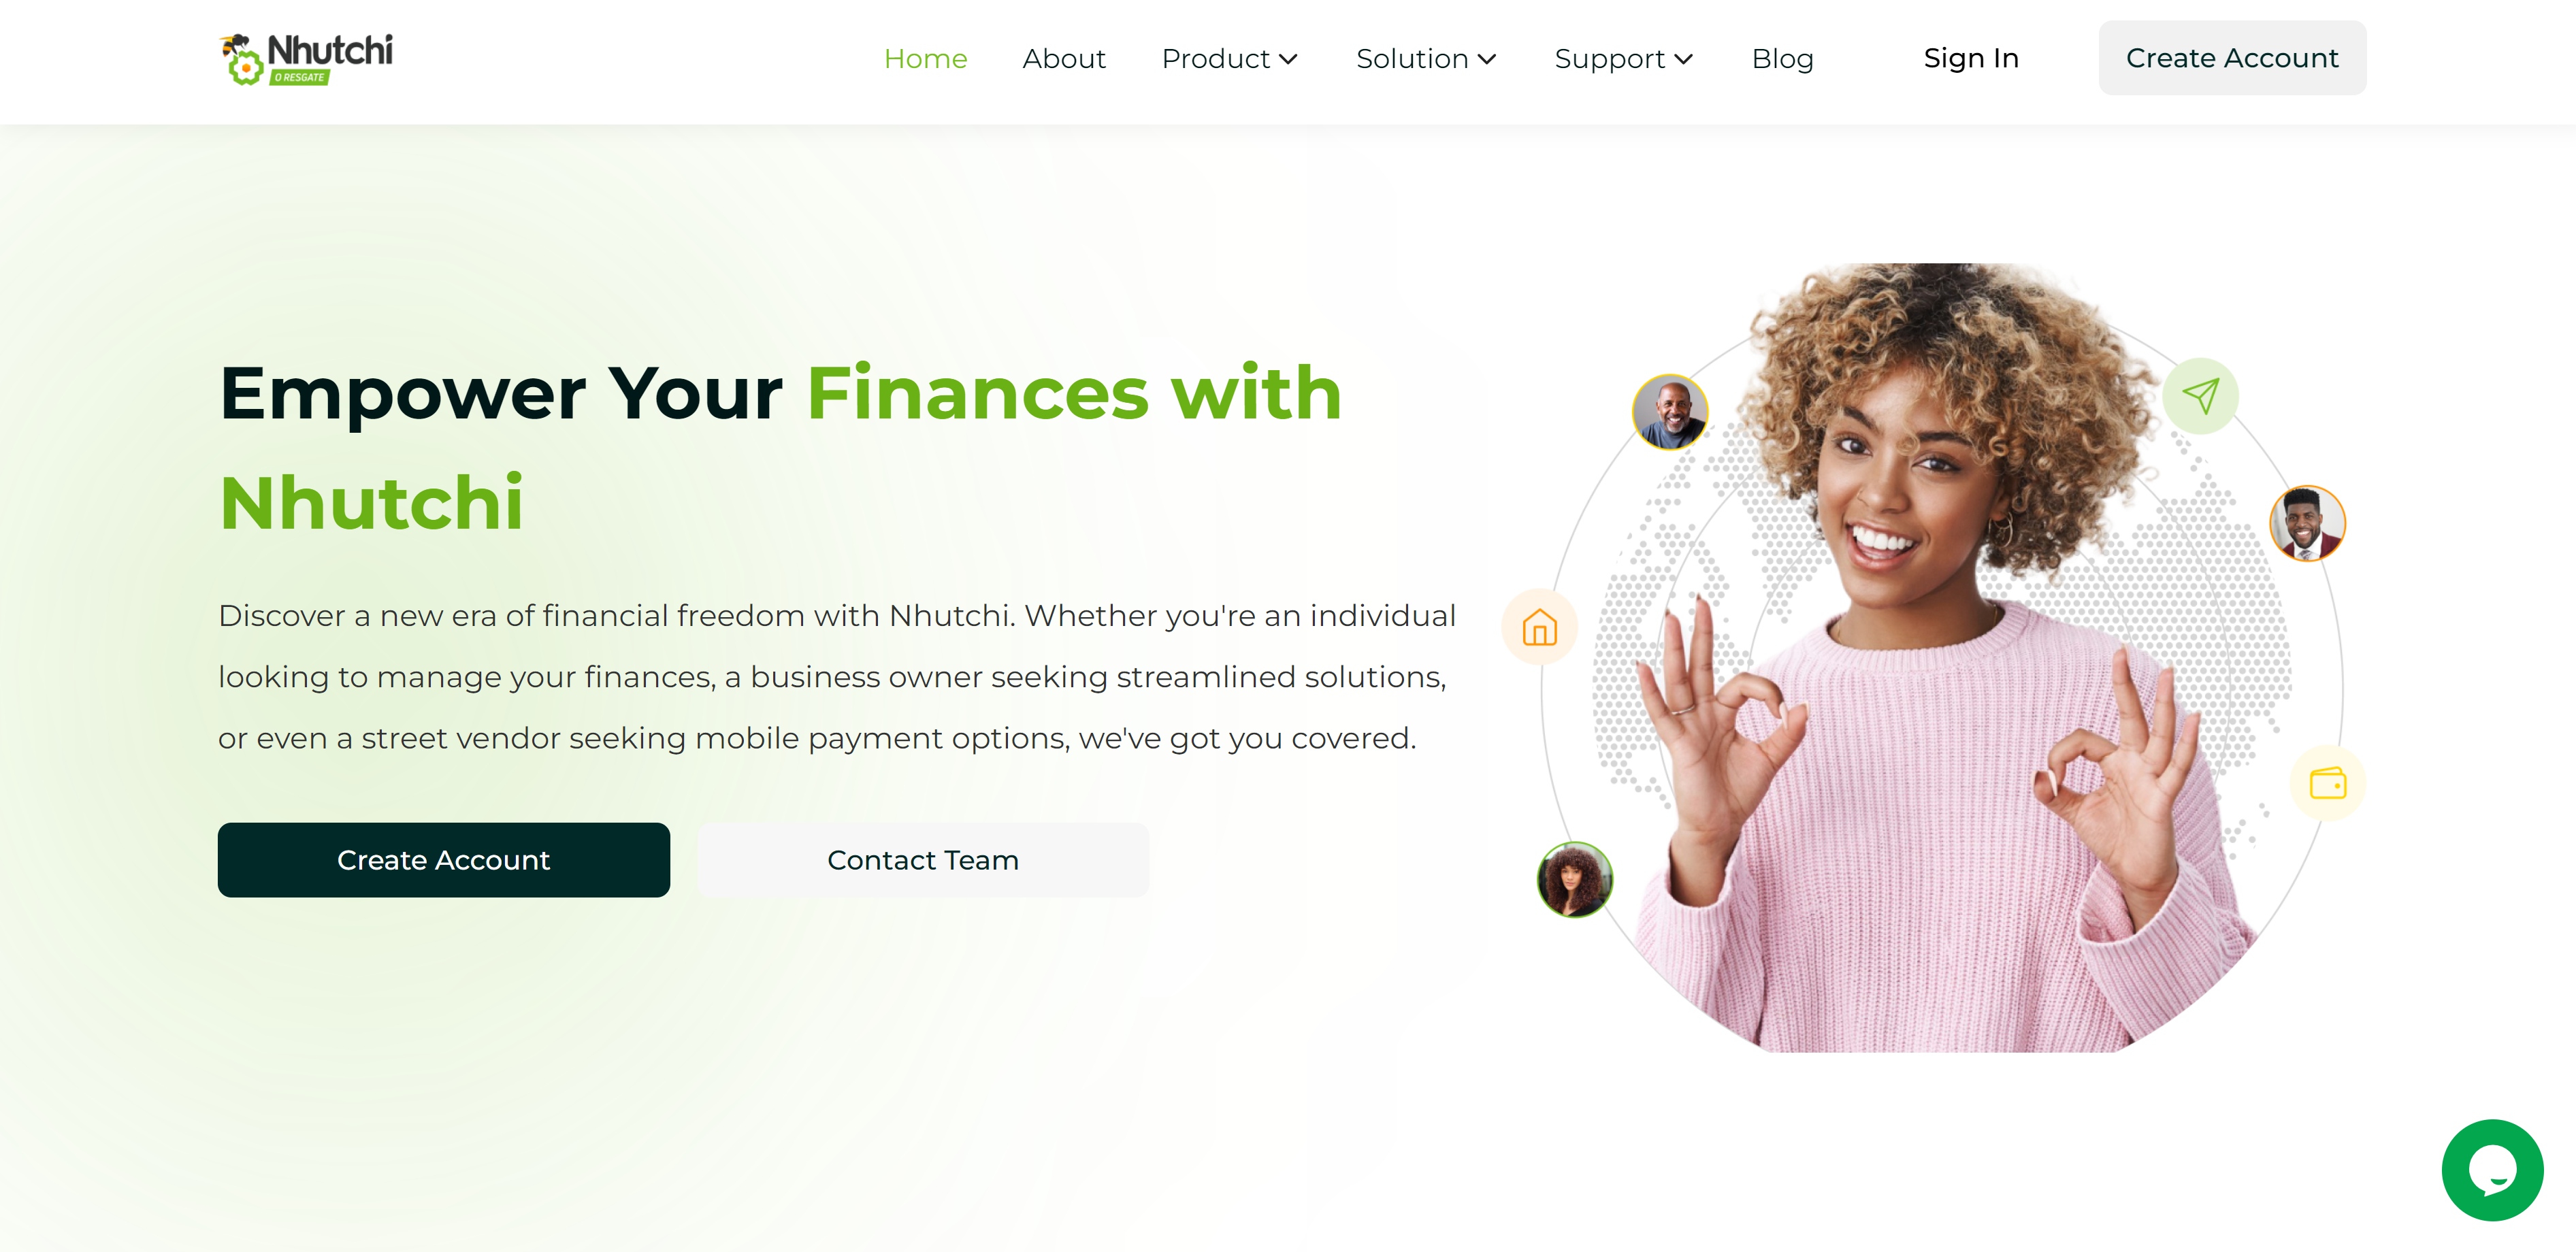 Nhutchi
O RESGATE
Home About Product Solution Support Blog Sign In Create Account
Empower Your Finances with
Nhutchi
Discover a new era of financial freedom with Nhutchi. Whether you're an individual
looking to manage your finances, a business owner seeking streamlined solutions,
or even a street vendor seeking mobile payment options, we've got you covered.
Create Account Contact Team